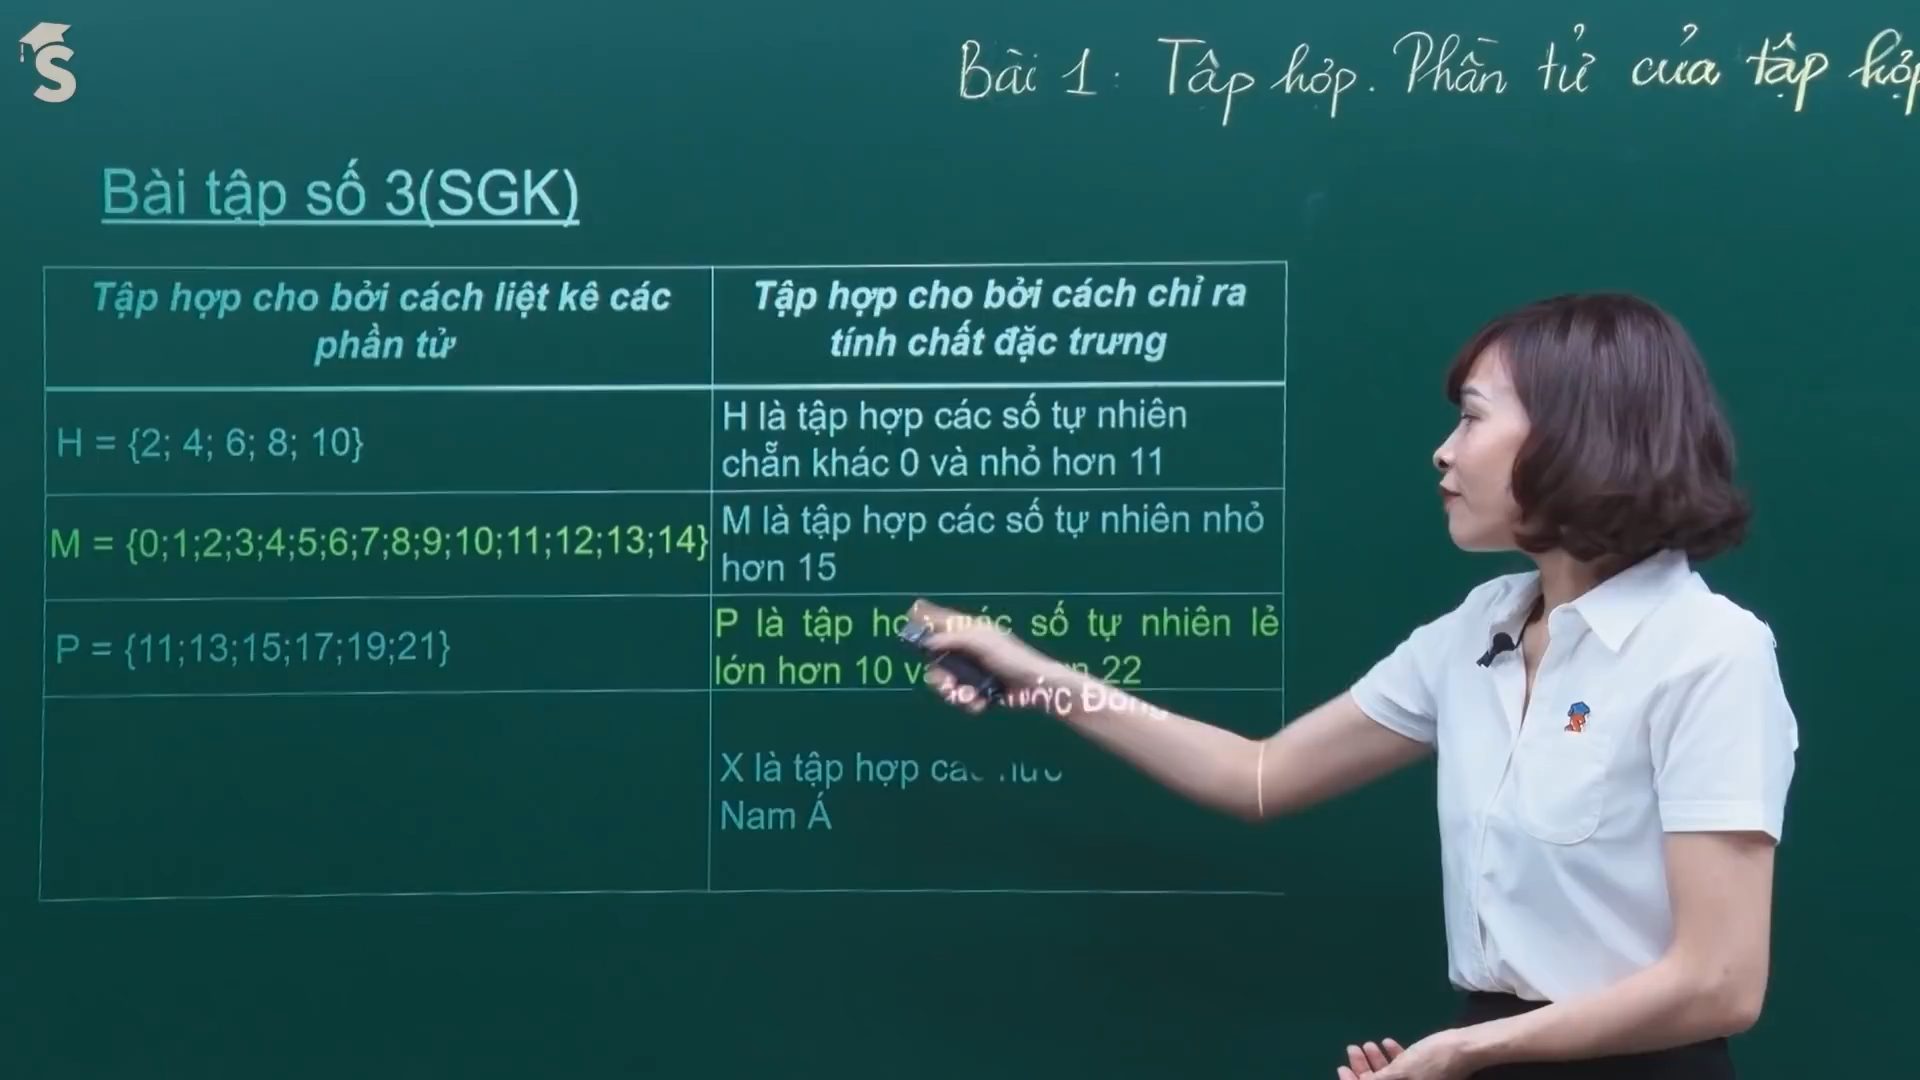 S
Bài 1: Tập hợp. Phần tử của tập hợp
Bài tập số 3(SGK)
Tập hợp cho bởi cách liệt kê các
phần tử
Tập hợp cho bởi cách chỉ ra
tính chất đặc trưng
H = {2; 4; 6; 8; 10}
H là tập hợp các số tự nhiên
chẵn khác 0 và nhỏ hơn 11
M = {0;1;2;3;4;5;6;7;8;9;10;11;12;13;14}
M là tập hợp các số tự nhiên nhỏ
hơn 15
P = {11;13;15;17;19;21}
P là tập số tự nhiên lẻ
lớn hơn 10 22
X là tập hợp
Nam Á